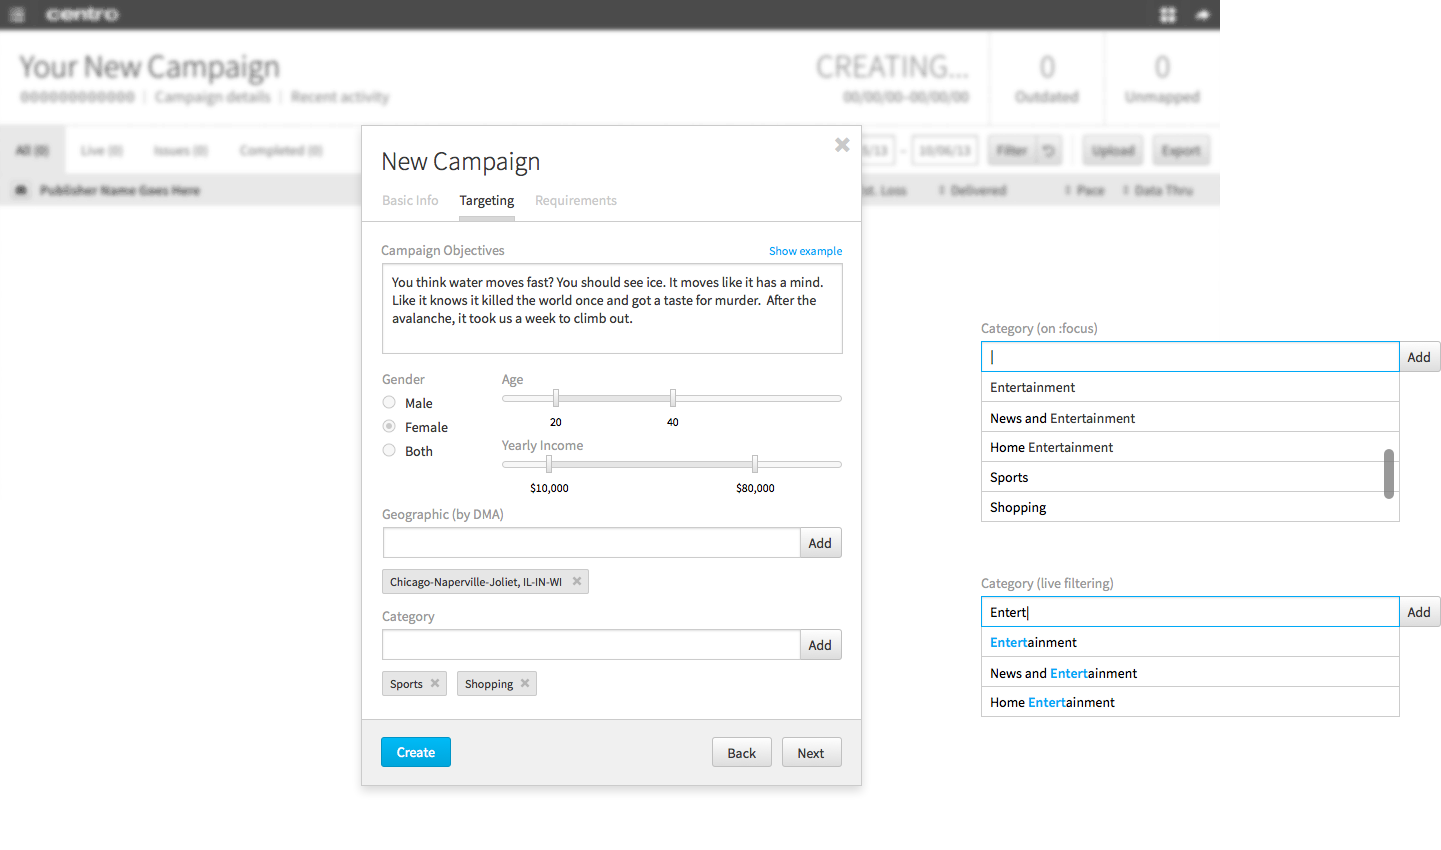 centro
Your New Campaign
CREATING...
0
0
000000000000 | Campaign details | Recent activity
00/00/00–00/00/00
Outdated
Unmapped
All (0)
Live (0)
Issues (0)
Completed (0)
5/13 - 10/06/13
Filter
Upload
Export
Publisher Name Goes Here
st. Loss
Delivered
Pace
Data Thru
New Campaign
Basic Info
Targeting
Requirements
Campaign Objectives
Show example
You think water moves fast? You should see ice. It moves like it has a mind.
Like it knows it killed the world once and got a taste for murder. After the
avalanche, it took us a week to climb out.
Gender
Male
Female
Both
Age
20
40
Yearly Income
$10,000
$80,000
Geographic (by DMA)
Add
Chicago-Naperville-Joliet, IL-IN-WI
Category
Add
Sports
Shopping
Create
Back
Next
Category (on :focus)
Add
Entertainment
News and Entertainment
Home Entertainment
Sports
Shopping
Category (live filtering)
Entert
Add
Entertainment
News and Entertainment
Home Entertainment